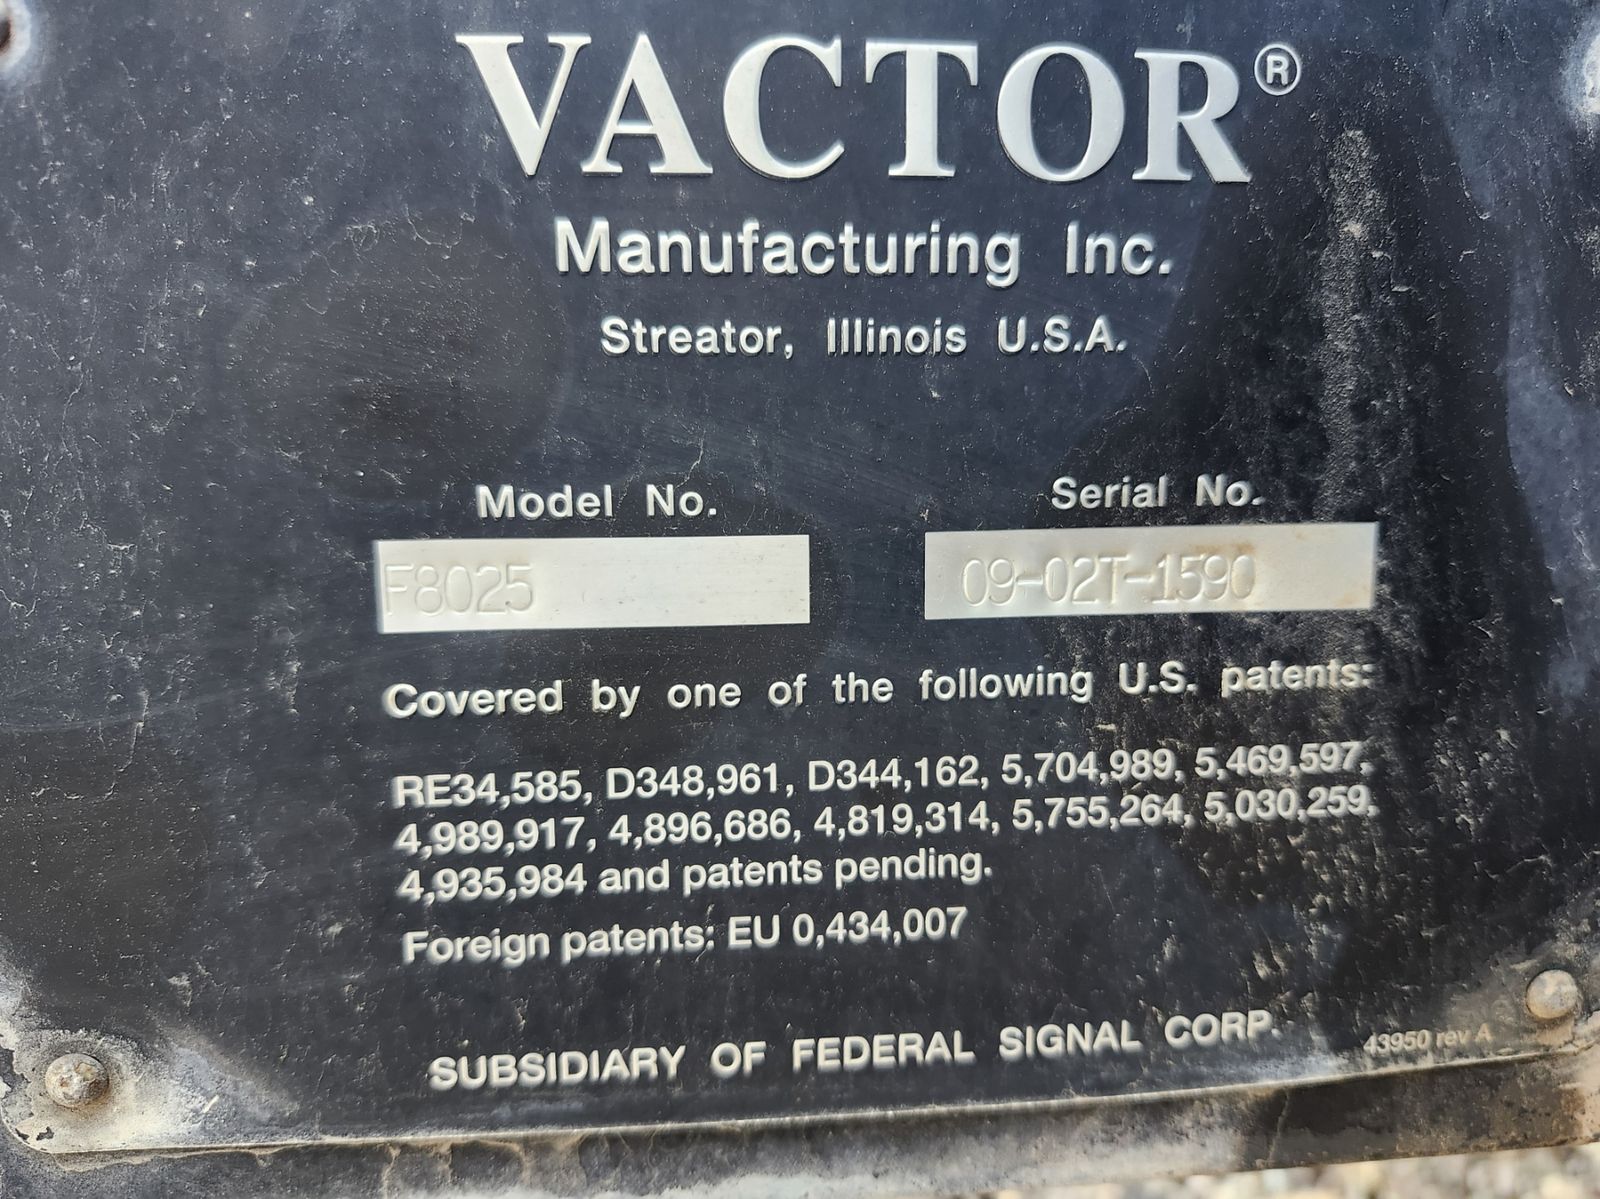 VACTOR®
Manufacturing Inc.
Streator, Illinois U.S.A.
Model No. Serial No.
F8025 09-02T-1590
Covered by one of the following U.S. patents:
RE34,585, D348,961, D344,162, 5,704,989, 5,469,597,
4,989,917, 4,896,686, 4,819,314, 5,755,264, 5,030,259,
4,935,984 and patents pending.
Foreign patents: EU 0,434,007
SUBSIDIARY OF FEDERAL SIGNAL CORP.
43950 rev A